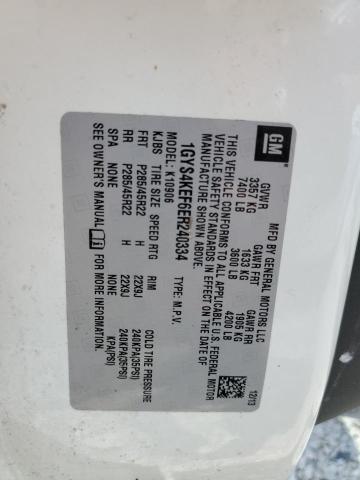 GM
MFD BY GENERAL MOTORS LLC
GVWR GAWR FRT GAWR RR
3357 KG 1633 KG 1905 KG
7400 LB 3600 LB 4200 LB
12/13
THIS VEHICLE CONFORMS TO ALL APPLICABLE U.S. FEDERAL MOTOR
VEHICLE SAFETY STANDARDS IN EFFECT ON THE DATE OF
MANUFACTURE SHOWN ABOVE.
1GYS4KEF6ER240334 TYPE: M.P.V.
MODEL: K10906
KJBS TIRE SIZE SPEED RTG RIM COLD TIRE PRESSURE
FRT P285/45R22 H 22X9J 240KPA(35PSI)
RR P285/45R22 H 22X9J 240KPA(35PSI)
SPA NONE NONE KPA(PSI)
SEE OWNER'S MANUAL FOR MORE INFORMATION.